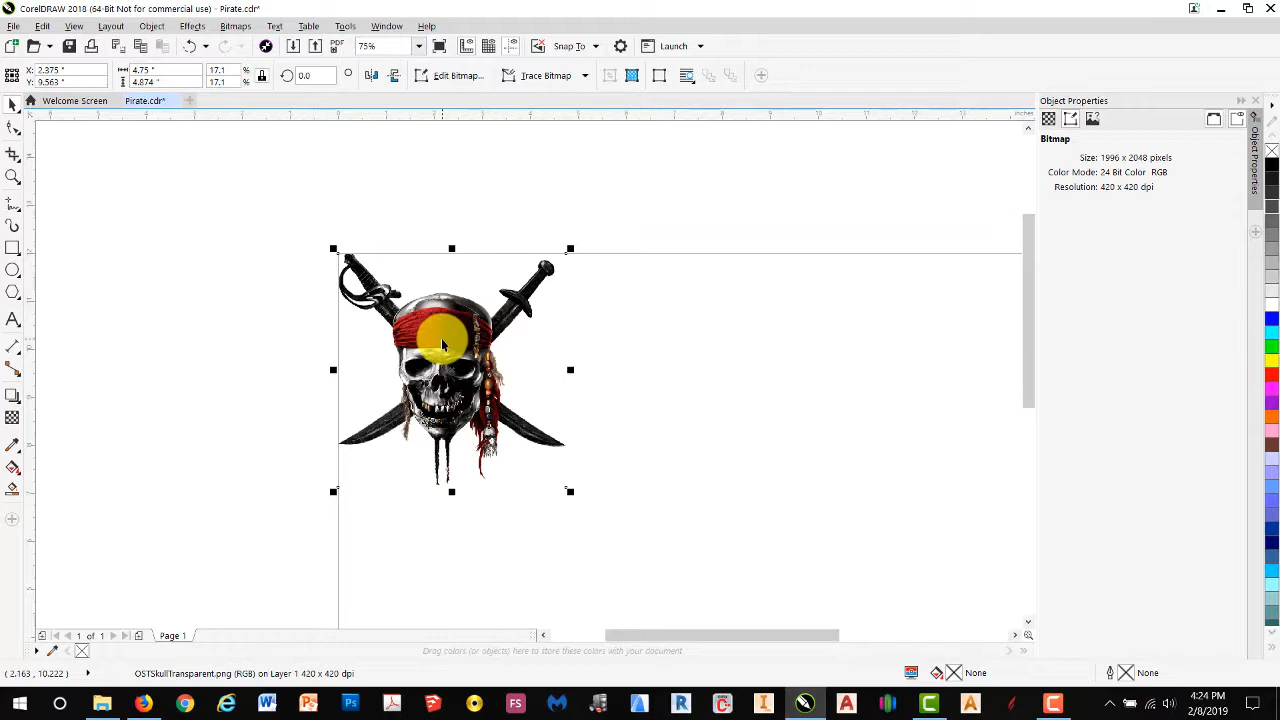 CorelDRAW 2018 (64-Bit Not for commercial use) - Pirate.cdr*
File Edit View Layout Object Effects Bitmaps Text Table Tools Window Help
PDF 75% Snap To Launch
X: 2.375 " 4.75 " 17.1 % 0.0 ° Edit Bitmap... Trace Bitmap
Y: 9.563 " 4.874 " 17.1 %
Welcome Screen Pirate.cdr*
Object Properties
inches
Bitmap
Size: 1996 x 2048 pixels
Color Mode: 24 Bit Color RGB
Resolution: 420 x 420 dpi
Object Properties
1 of 1 Page 1
Drag colors (or objects) here to store these colors with your document
(2.163, 10.222) OSTSkullTransparent.png (RGB) on Layer 1 420 x 420 dpi None None
4:24 PM
2/8/2019